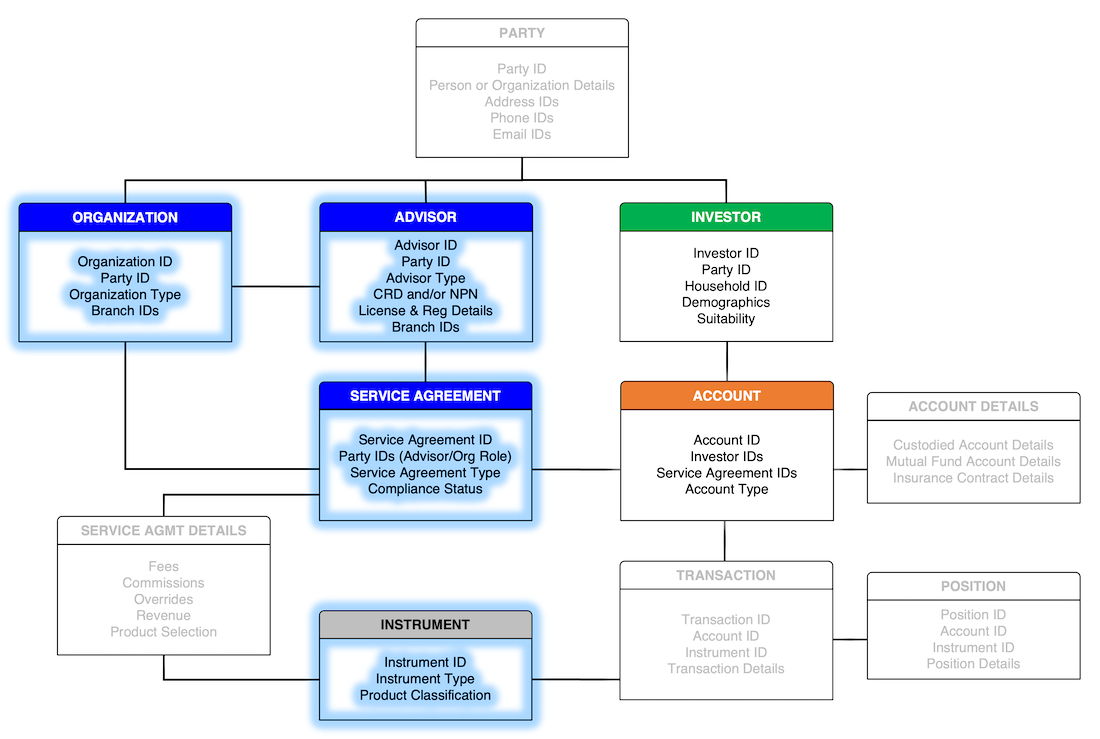 PARTY
Party ID
Person or Organization Details
Address IDs
Phone IDs
Email IDs
ORGANIZATION
Organization ID
Party ID
Organization Type
Branch IDs
ADVISOR
Advisor ID
Party ID
Advisor Type
CRD and/or NPN
License & Reg Details
Branch IDs
INVESTOR
Investor ID
Party ID
Household ID
Demographics
Suitability
SERVICE AGREEMENT
Service Agreement ID
Party IDs (Advisor/Org Role)
Service Agreement Type
Compliance Status
ACCOUNT
Account ID
Investor IDs
Service Agreement IDs
Account Type
ACCOUNT DETAILS
Custodied Account Details
Mutual Fund Account Details
Insurance Contract Details
SERVICE AGMT DETAILS
Fees
Commissions
Overrides
Revenue
Product Selection
INSTRUMENT
Instrument ID
Instrument Type
Product Classification
TRANSACTION
Transaction ID
Account ID
Instrument ID
Transaction Details
POSITION
Position ID
Account ID
Instrument ID
Position Details